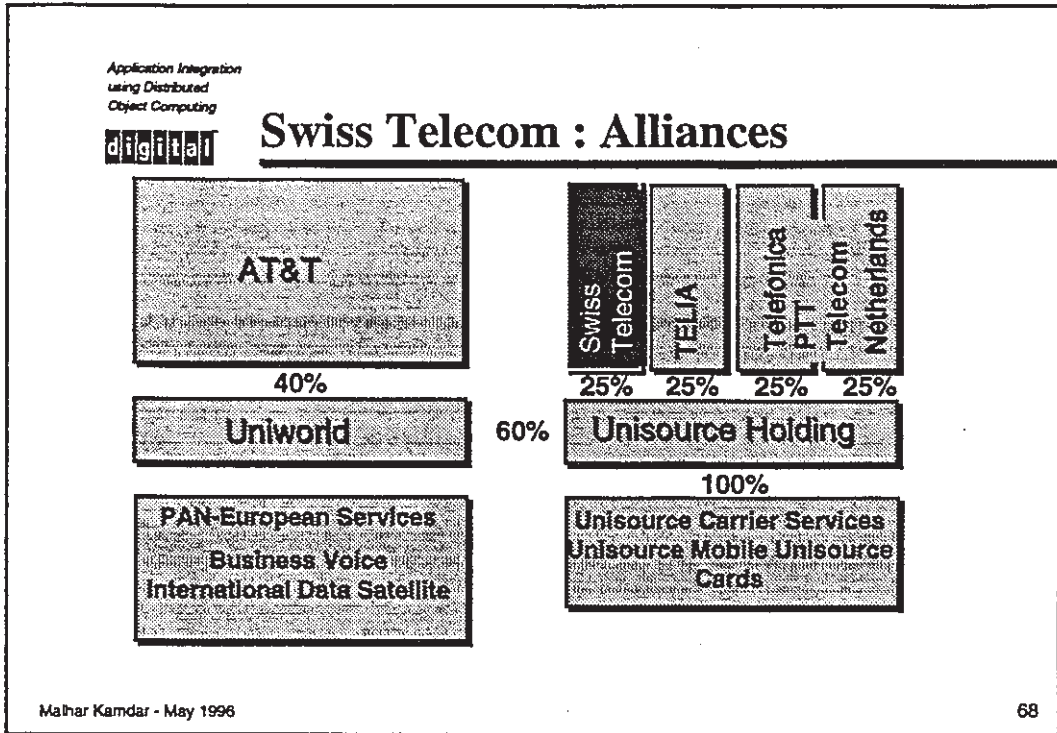 Application Integration
using Distributed
Object Computing
digital
Swiss Telecom : Alliances
AT&T
40%
Uniworld
PAN-European Services
Business Voice
International Data Satellite
60%
Swiss
Telecom
TELIA
Telefonica
PTT
Telecom
Netherlands
25% 25% 25% 25%
Unisource Holding
100%
Unisource Carrier Services
Unisource Mobile Unisource
Cards
Malhar Kamdar - May 1996
68